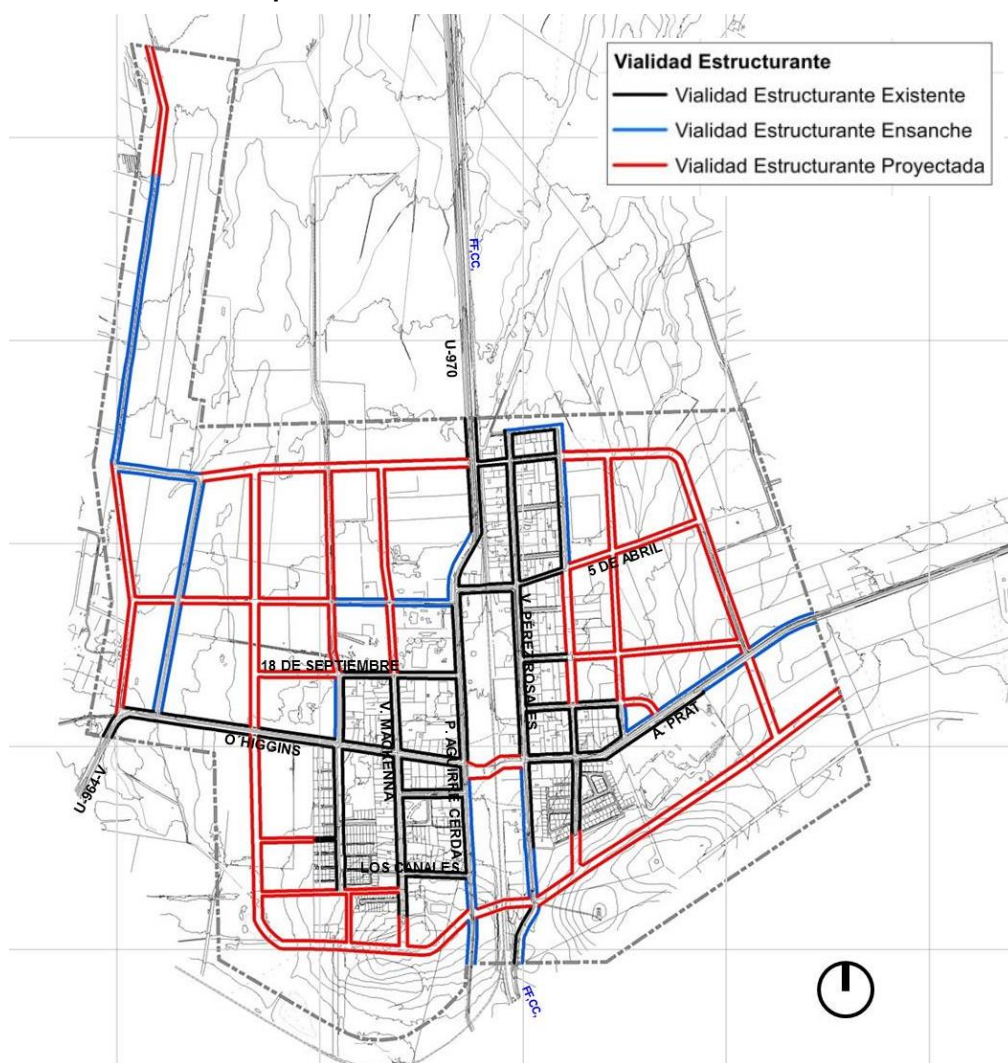 Vialidad Estructurante
Vialidad Estructurante Existente
Vialidad Estructurante Ensanche
Vialidad Estructurante Proyectada
FF,CC,
U-970
5 DE ABRIL
V. PÉREZ ROSALES
18 DE SEPTIEMBRE
V. MACKENNA
P. AGUIRRE CERDA
A. PRAT
O'HIGGINS
U-964-V
LOS CANALES
FF,CC,